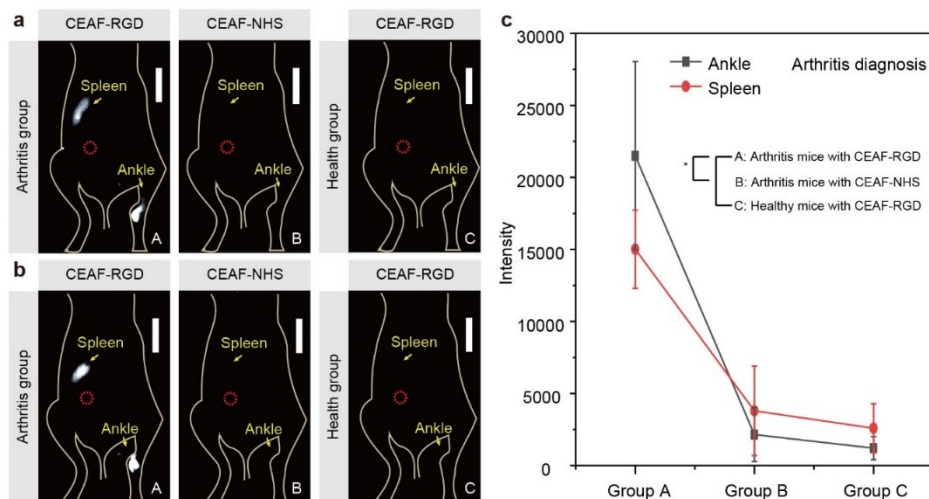 a
CEAF-RGD
CEAF-NHS
CEAF-RGD
Arthritis group
Spleen
Ankle
A
Spleen
Ankle
B
Health group
Spleen
Ankle
C
b
CEAF-RGD
CEAF-NHS
CEAF-RGD
Arthritis group
Spleen
Ankle
A
Spleen
Ankle
B
Health group
Spleen
Ankle
C
c
30000
25000
20000
15000
10000
5000
0
Intensity
Ankle
Spleen
Arthritis diagnosis
A: Arthritis mice with CEAF-RGD
B: Arthritis mice with CEAF-NHS
C: Healthy mice with CEAF-RGD
Group A
Group B
Group C